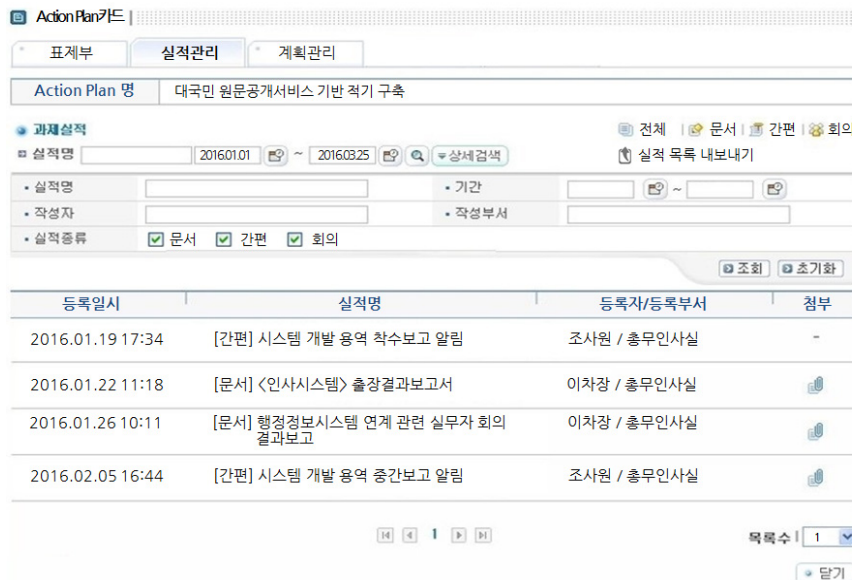 Action Plan카드
표제부 실적관리 계획관리
Action Plan 명 대국민 원문공개서비스 기반 적기 구축
과제실적 전체 문서 간편 회의
실적명 2016.01.01 ~ 2016.03.25 상세검색 실적 목록 내보내기
실적명 기간 ~
작성자 작성부서
실적종류 문서 간편 회의
조회 초기화
등록일시 실적명 등록자/등록부서 첨부
2016.01.19 17:34 [간편] 시스템 개발 용역 착수보고 알림 조사원 / 총무인사실 -
2016.01.22 11:18 [문서] <인사시스템> 출장결과보고서 이차장 / 총무인사실
2016.01.26 10:11 [문서] 행정정보시스템 연계 관련 실무자 회의 이차장 / 총무인사실
결과보고
2016.02.05 16:44 [간편] 시스템 개발 용역 중간보고 알림 조사원 / 총무인사실
1 목록수 1
닫기